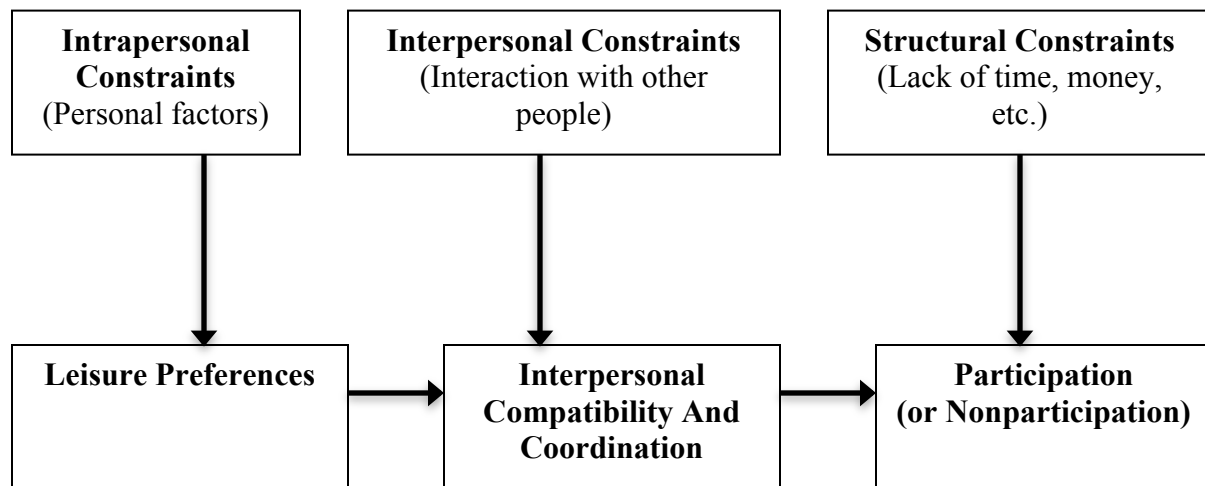 Intrapersonal
Constraints
(Personal factors)
Interpersonal Constraints
(Interaction with other
people)
Structural Constraints
(Lack of time, money,
etc.)
Leisure Preferences
Interpersonal
Compatibility And
Coordination
Participation
(or Nonparticipation)